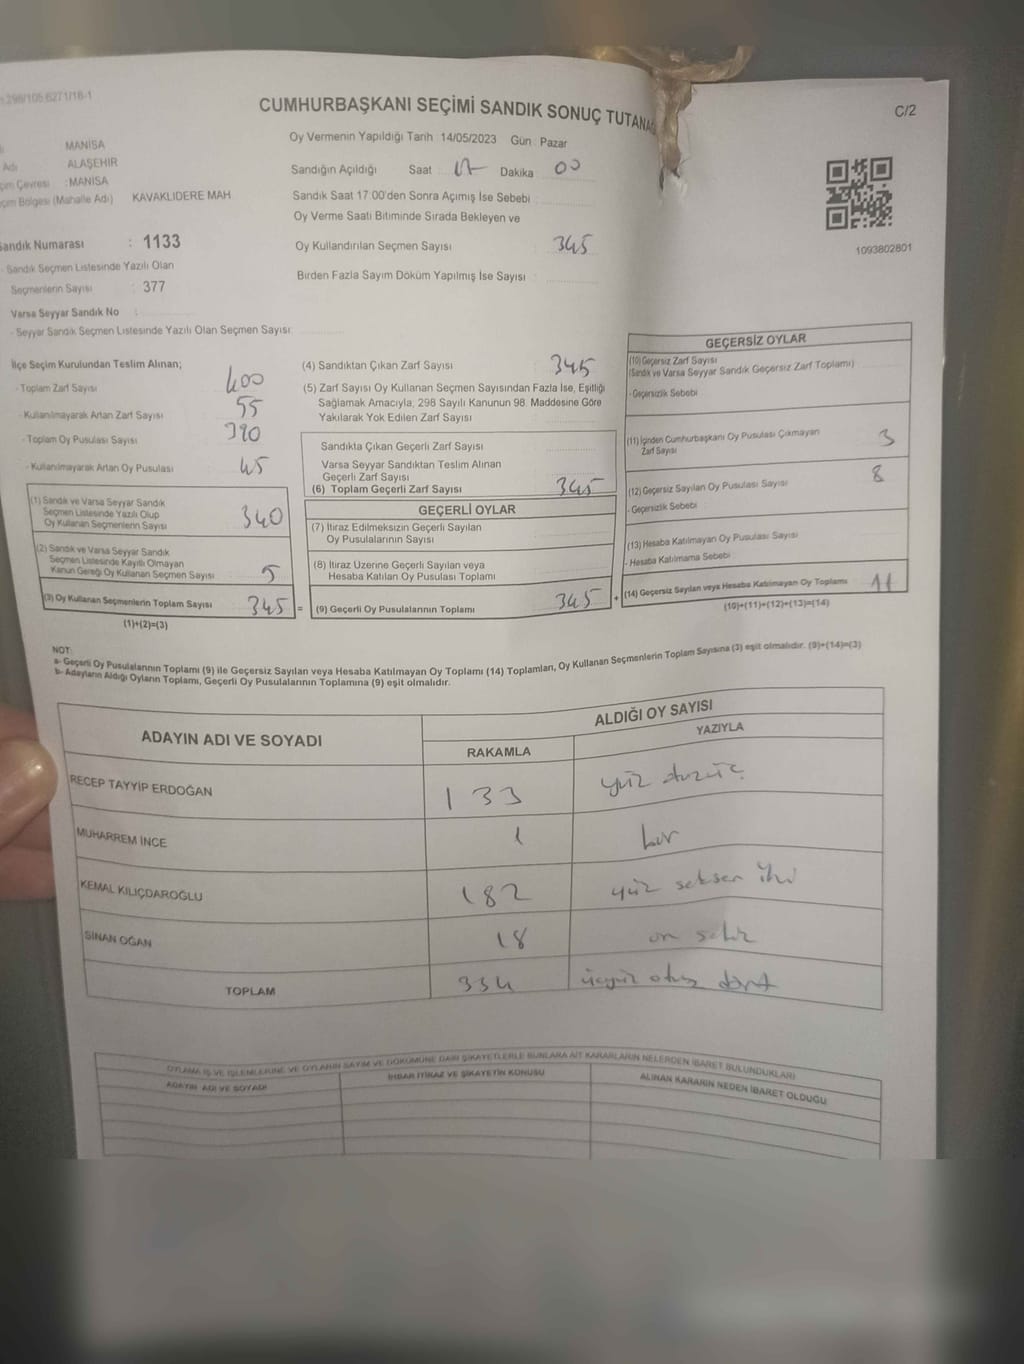 298/105.6271/18-1
C/2
CUMHURBAŞKANI SEÇİMİ SANDIK SONUÇ TUTANA
MANİSA
Adı ALAŞEHİR
çim Çevresi : MANİSA
çim Bölgesi (Mahalle Adı) KAVAKLIDERE MAH
Sandık Numarası : 1133
- Sandık Seçmen Listesinde Yazılı Olan
Seçmenlerin Sayısı : 377
Varsa Seyyar Sandık No :
- Seyyar Sandık Seçmen Listesinde Yazılı Olan Seçmen Sayısı:
Oy Vermenin Yapıldığı Tarih :14/05/2023 Gün : Pazar
Sandığın Açıldığı Saat 17 Dakika 00
Sandık Saat 17:00'den Sonra Açılmış İse Sebebi :
Oy Verme Saati Bitiminde Sırada Bekleyen ve
Oy Kullandırılan Seçmen Sayısı : 345
Birden Fazla Sayım Döküm Yapılmış İse Sayısı :
1093802801
İlçe Seçim Kurulundan Teslim Alınan;
- Toplam Zarf Sayısı 400
- Kullanılmayarak Artan Zarf Sayısı 55
- Toplam Oy Pusulası Sayısı 390
- Kullanılmayarak Artan Oy Pusulası 45
(1) Sandık ve Varsa Seyyar Sandık
Seçmen Listesinde Yazılı Olup
Oy Kullanan Seçmenlerin Sayısı 340
(2) Sandık ve Varsa Seyyar Sandık
Seçmen Listesinde Kayıtlı Olmayan
Kanun Gereği Oy Kullanan Seçmen Sayısı 5
(3) Oy Kullanan Seçmenlerin Toplam Sayısı 345 =
(1)+(2)=(3)
(4) Sandıktan Çıkan Zarf Sayısı 345
(5) Zarf Sayısı Oy Kullanan Seçmen Sayısından Fazla İse, Eşitliği
Sağlamak Amacıyla, 298 Sayılı Kanunun 98. Maddesine Göre
Yakılarak Yok Edilen Zarf Sayısı
Sandıkta Çıkan Geçerli Zarf Sayısı
Varsa Seyyar Sandıktan Teslim Alınan
Geçerli Zarf Sayısı
(6) Toplam Geçerli Zarf Sayısı 345
GEÇERLİ OYLAR
(7) İtiraz Edilmeksizin Geçerli Sayılan
Oy Pusulalarının Sayısı
(8) İtiraz Üzerine Geçerli Sayılan veya
Hesaba Katılan Oy Pusulası Toplamı
(9) Geçerli Oy Pusulalarının Toplamı 345 +
GEÇERSİZ OYLAR
(10) Geçersiz Zarf Sayısı
(Sandık ve Varsa Seyyar Sandık Geçersiz Zarf Toplamı)
- Geçersizlik Sebebi
(11) İçinden Cumhurbaşkanı Oy Pusulası Çıkmayan
Zarf Sayısı 3
(12) Geçersiz Sayılan Oy Pusulası Sayısı 8
- Geçersizlik Sebebi
(13) Hesaba Katılmayan Oy Pusulası Sayısı
- Hesaba Katılmama Sebebi
(14) Geçersiz Sayılan veya Hesaba Katılmayan Oy Toplamı 11
(10)+(11)+(12)+(13)=(14)
NOT:
a- Geçerli Oy Pusulalarının Toplamı (9) ile Geçersiz Sayılan veya Hesaba Katılmayan Oy Toplamı (14) Toplamları, Oy Kullanan Seçmenlerin Toplam Sayısına (3) eşit olmalıdır. (9)+(14)=(3)
b- Adayların Aldığı Oyların Toplamı, Geçerli Oy Pusulalarının Toplamına (9) eşit olmalıdır.
ADAYIN ADI VE SOYADI
ALDIĞI OY SAYISI
RAKAMLA YAZIYLA
RECEP TAYYİP ERDOĞAN 133 yüz otuzüç
MUHARREM İNCE 1 bir
KEMAL KILIÇDAROĞLU 182 yüz seksen iki
SİNAN OĞAN 18 on sekiz
TOPLAM 334 üçyüz otuz dört
OYLAMA İŞ VE İŞLEMLERİNE VE OYLARIN SAYIM VE DÖKÜMÜNE DAİR ŞİKAYETLERLE BUNLARA AİT KARARLARIN NELERDEN İBARET BULUNDUKLARI
ADAYIN ADI VE SOYADI İHBAR İTİRAZ VE ŞİKAYETİN KONUSU ALINAN KARARIN NEDEN İBARET OLDUĞU